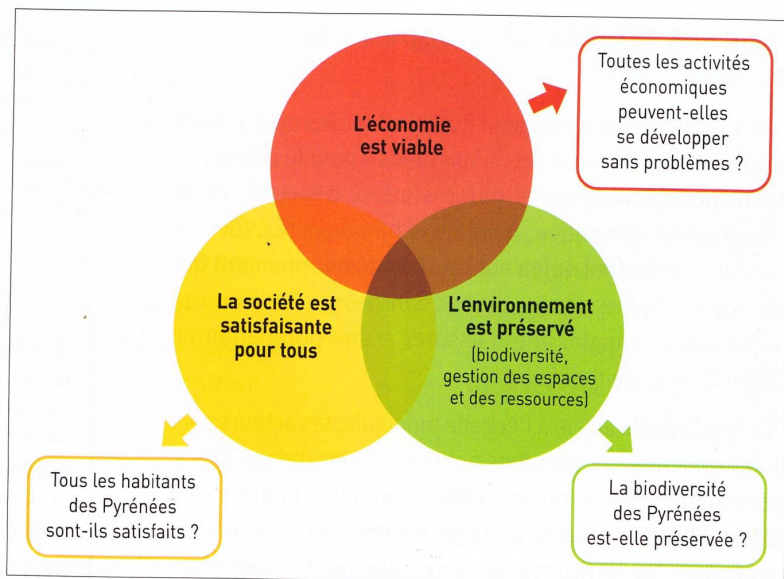 L'économie
est viable
Toutes les activités
économiques
peuvent-elles
se développer
sans problèmes ?
La société est
satisfaisante
pour tous
L'environnement
est préservé
(biodiversité,
gestion des espaces
et des ressources)
Tous les habitants
des Pyrénées
sont-ils satisfaits ?
La biodiversité
des Pyrénées
est-elle préservée ?